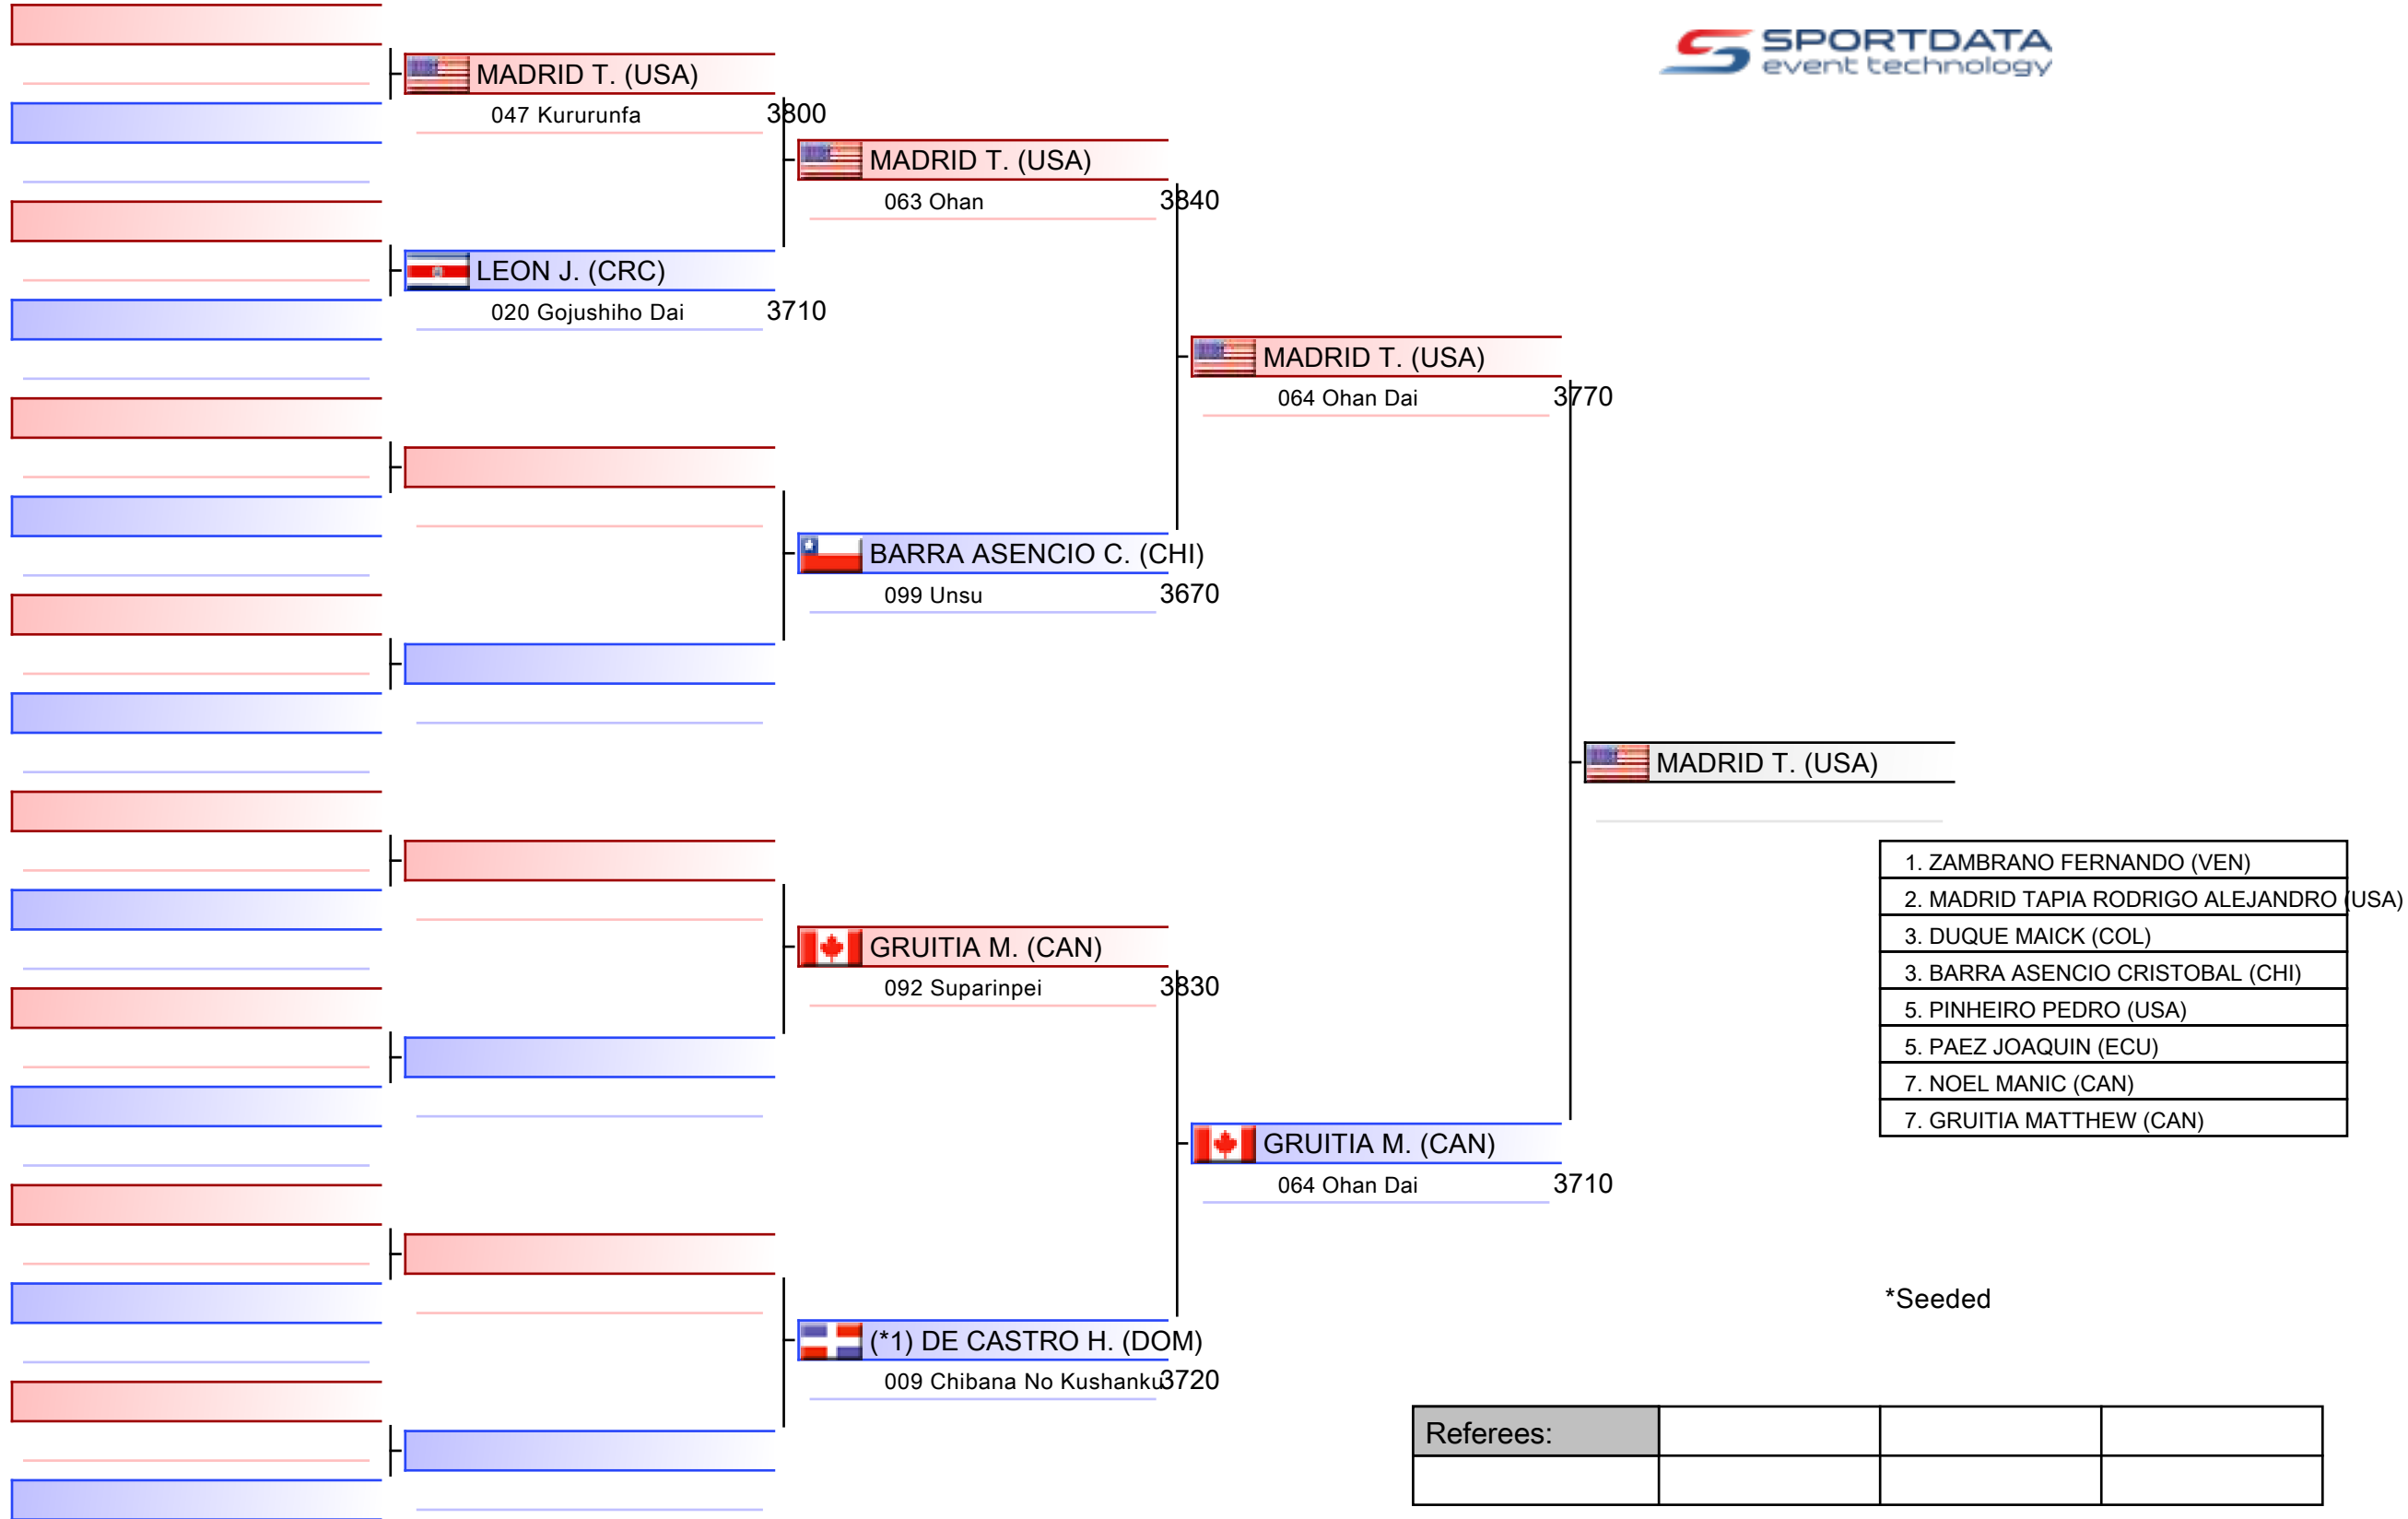 SPORTDATA
event technology
MADRID T. (USA)
047 Kururunfa 3800
MADRID T. (USA)
063 Ohan 3840
LEON J. (CRC)
020 Gojushiho Dai 3710
MADRID T. (USA)
064 Ohan Dai 3770
BARRA ASENCIO C. (CHI)
099 Unsu 3670
MADRID T. (USA)
1. ZAMBRANO FERNANDO (VEN)
2. MADRID TAPIA RODRIGO ALEJANDRO (USA)
3. DUQUE MAICK (COL)
3. BARRA ASENCIO CRISTOBAL (CHI)
5. PINHEIRO PEDRO (USA)
5. PAEZ JOAQUIN (ECU)
7. NOEL MANIC (CAN)
7. GRUITIA MATTHEW (CAN)
GRUITIA M. (CAN)
092 Suparinpei 3830
GRUITIA M. (CAN)
064 Ohan Dai 3710
*Seeded
(*1) DE CASTRO H. (DOM)
009 Chibana No Kushanku 3720
Referees: